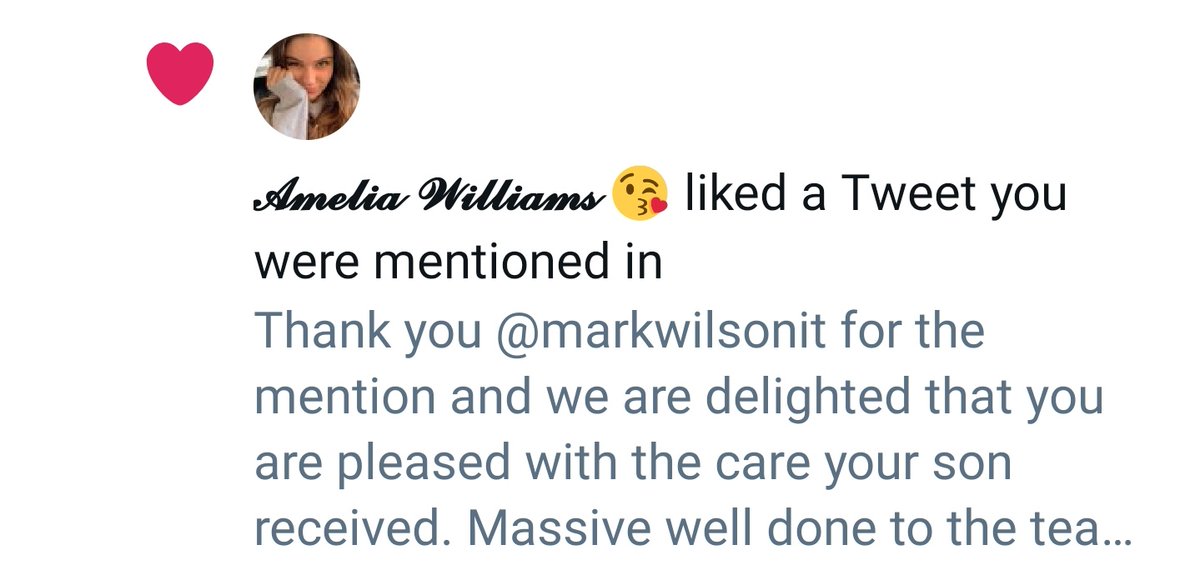 𝓐𝓶𝓮𝓵𝓲𝓪 𝓦𝓲𝓵𝓵𝓲𝓪𝓶𝓼 😘 liked a Tweet you
were mentioned in
Thank you @markwilsonit for the
mention and we are delighted that you
are pleased with the care your son
received. Massive well done to the tea…